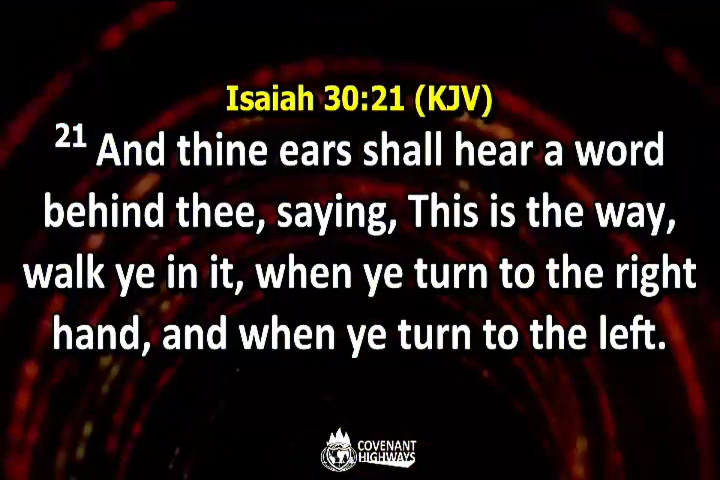 Isaiah 30:21 (KJV)
21 And thine ears shall hear a word
behind thee, saying, This is the way,
walk ye in it, when ye turn to the right
hand, and when ye turn to the left.
COVENANT
HIGHWAYS